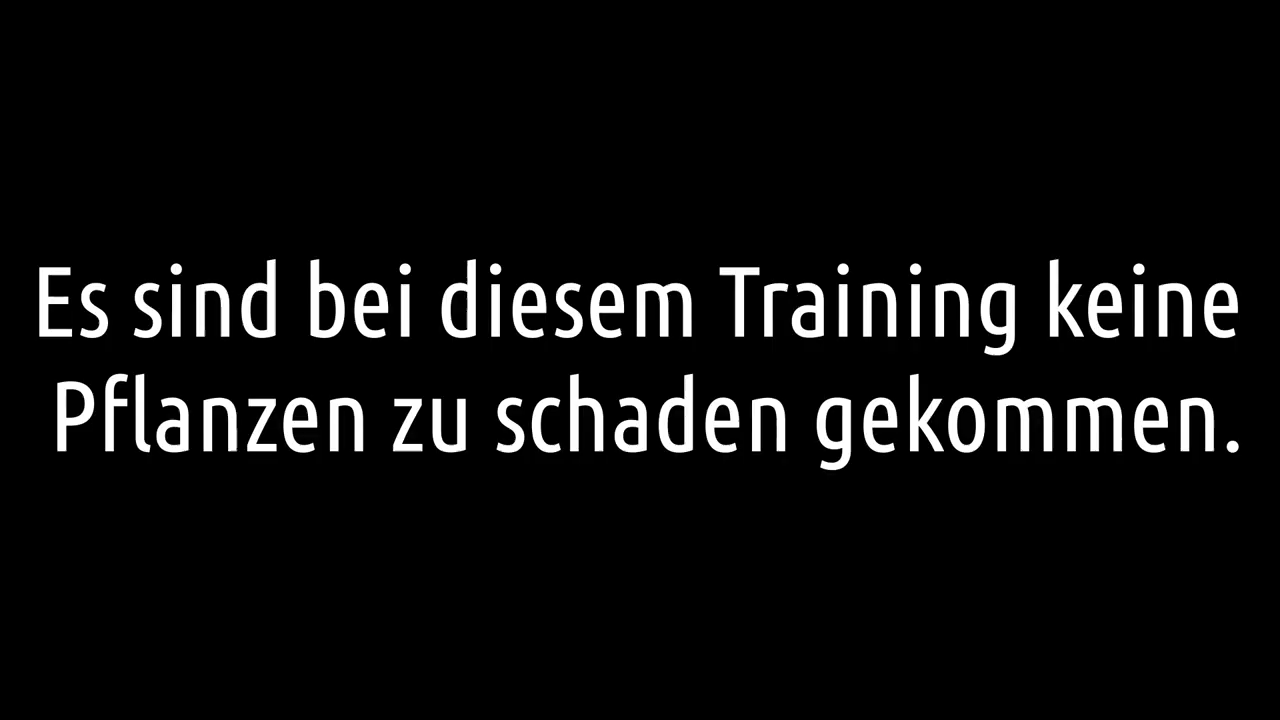 Es sind bei diesem Training keine
Pflanzen zu schaden gekommen.